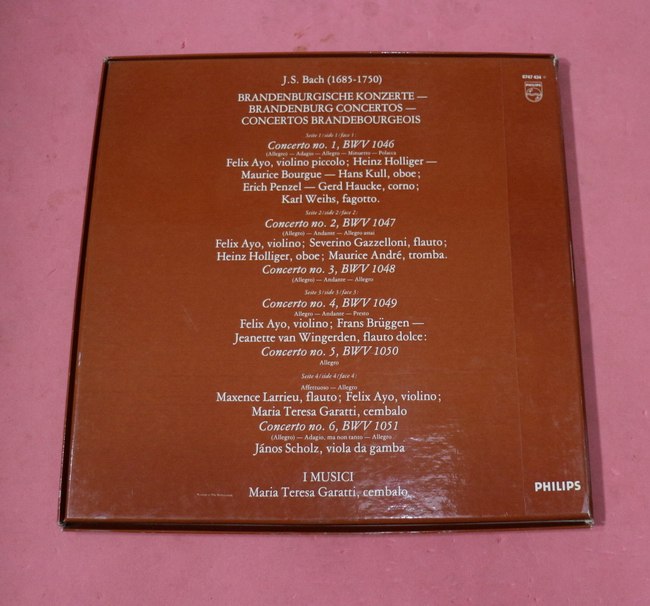 6747 434
PHILIPS
J.S. Bach (1685-1750)
BRANDENBURGISCHE KONZERTE —
BRANDENBURG CONCERTOS —
CONCERTOS BRANDEBOURGEOIS
Seite 1/side 1/face 1:
Concerto no. 1, BWV 1046
(Allegro) — Adagio — Allegro — Minuetto — Polacca
Felix Ayo, violino piccolo; Heinz Holliger —
Maurice Bourgue — Hans Kull, oboe;
Erich Penzel — Gerd Haucke, corno;
Karl Weihs, fagotto.
Seite 2/side 2/face 2:
Concerto no. 2, BWV 1047
(Allegro) — Andante — Allegro assai
Felix Ayo, violino; Severino Gazzelloni, flauto;
Heinz Holliger, oboe; Maurice André, tromba.
Concerto no. 3, BWV 1048
(Allegro) — Andante — Allegro
Seite 3/side 3/face 3:
Concerto no. 4, BWV 1049
Allegro — Andante — Presto
Felix Ayo, violino; Frans Brüggen —
Jeanette van Wingerden, flauto dolce:
Concerto no. 5, BWV 1050
Allegro
Seite 4/side 4/face 4:
Affettuoso — Allegro
Maxence Larrieu, flauto; Felix Ayo, violino;
Maria Teresa Garatti, cembalo
Concerto no. 6, BWV 1051
(Allegro) — Adagio, ma non tanto — Allegro
János Scholz, viola da gamba
I MUSICI
Maria Teresa Garatti, cembalo
PHILIPS